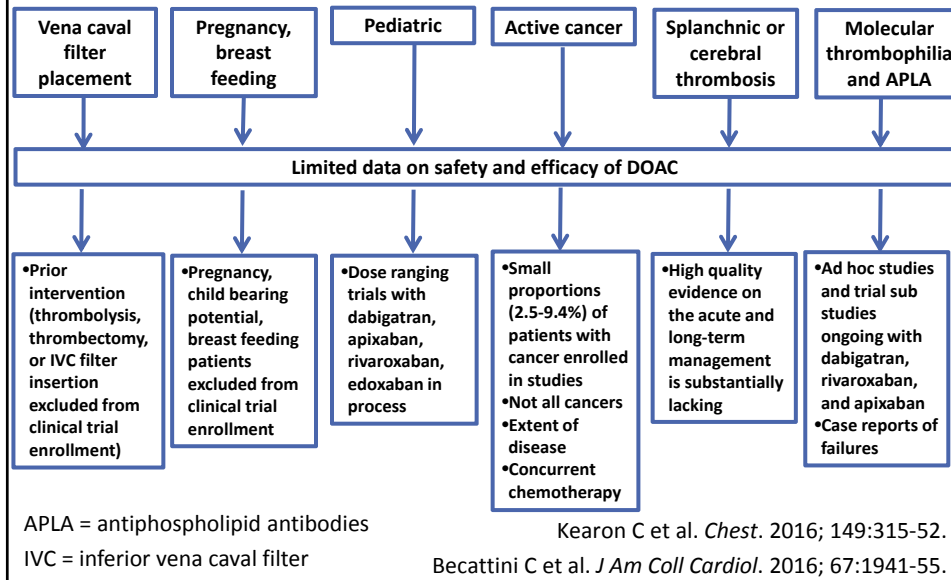 Vena caval
filter
placement
Pregnancy,
breast
feeding
Pediatric
Active cancer
Splanchnic or
cerebral
thrombosis
Molecular
thrombophilia
and APLA
Limited data on safety and efficacy of DOAC
•Prior
intervention
(thrombolysis,
thrombectomy,
or IVC filter
insertion
excluded from
clinical trial
enrollment)
•Pregnancy,
child bearing
potential,
breast feeding
patients
excluded from
clinical trial
enrollment
•Dose ranging
trials with
dabigatran,
apixaban,
rivaroxaban,
edoxaban in
process
•Small
proportions
(2.5-9.4%) of
patients with
cancer enrolled
in studies
•Not all cancers
•Extent of
disease
•Concurrent
chemotherapy
•High quality
evidence on
the acute and
long-term
management
is substantially
lacking
•Ad hoc studies
and trial sub
studies
ongoing with
dabigatran,
rivaroxaban,
and apixaban
•Case reports of
failures
APLA = antiphospholipid antibodies
IVC = inferior vena caval filter
Kearon C et al. Chest. 2016; 149:315-52.
Becattini C et al. J Am Coll Cardiol. 2016; 67:1941-55.